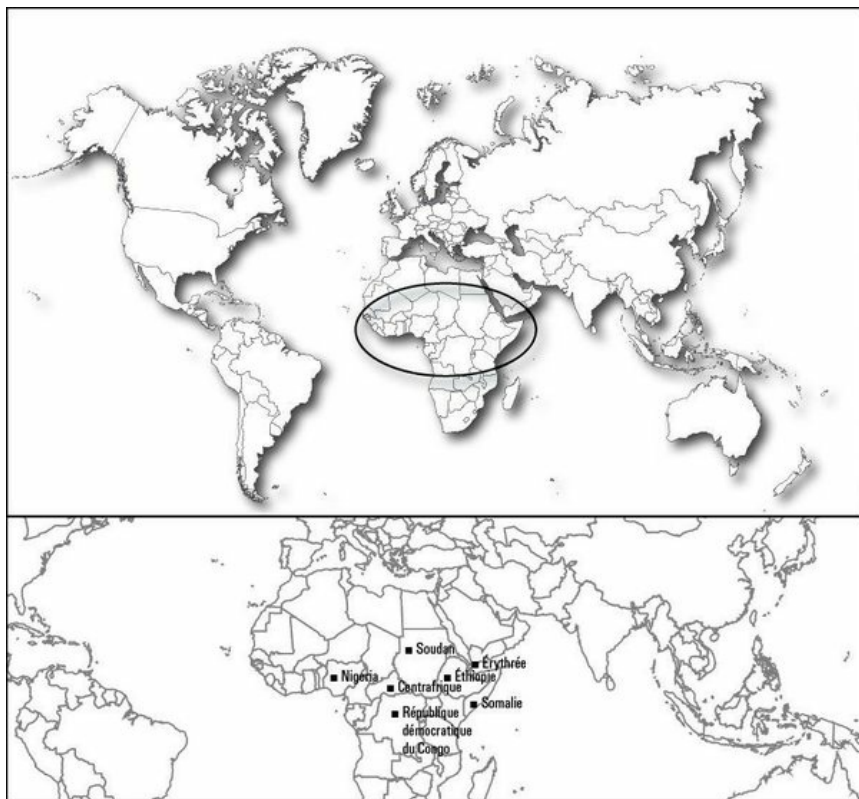 Soudan
Érythrée
Nigéria
Éthiopie
Centrafrique
Somalie
République
démocratique
du Congo